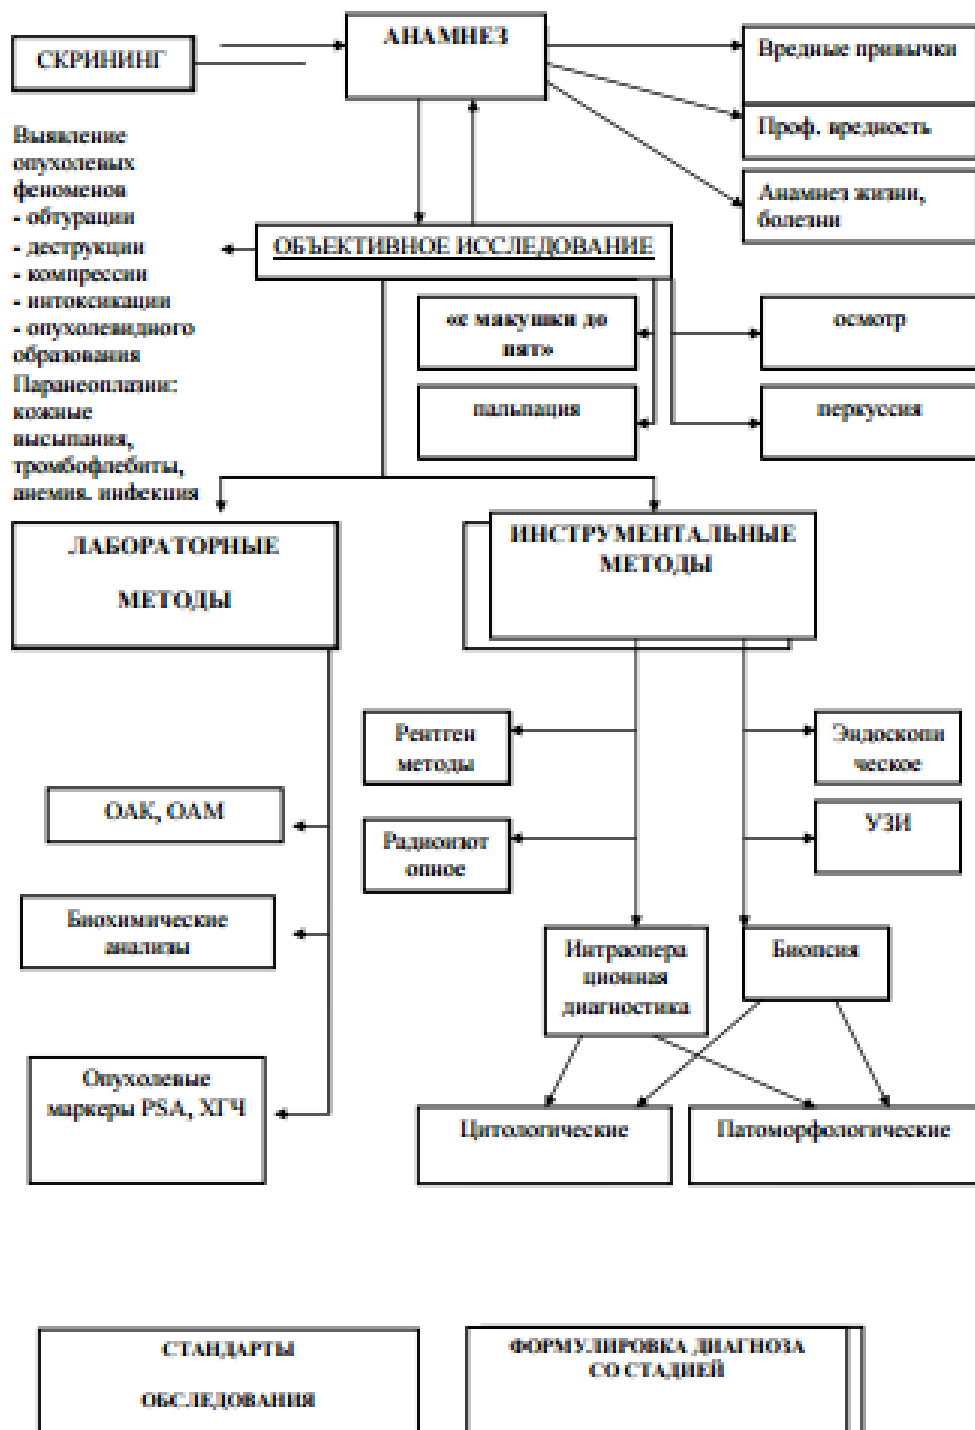 СКРИНИНГ
АНАМНЕЗ
Вредные привычки
Проф. вредность
Анамнез жизни,
болезни
Выявление
опухолевых
феноменов
- обтурации
- деструкции
- компрессии
- интоксикации
- опухолевидного
образования
Паранеоплазии:
кожные
высыпания,
тромбофлебиты,
анемия. инфекция
ОБЪЕКТИВНОЕ ИССЛЕДОВАНИЕ
«с макушки до
пят»
осмотр
пальпация
перкуссия
ЛАБОРАТОРНЫЕ
МЕТОДЫ
ИНСТРУМЕНТАЛЬНЫЕ
МЕТОДЫ
Рентген
методы
Эндоскопи
ческое
ОАК, ОАМ
Радиоизот
опное
УЗИ
Биохимические
анализы
Интраопера
ционная
диагностика
Биопсия
Опухолевые
маркеры PSA, ХГЧ
Цитологические
Патоморфологические
СТАНДАРТЫ
ОБСЛЕДОВАНИЯ
ФОРМУЛИРОВКА ДИАГНОЗА
СО СТАДИЕЙ